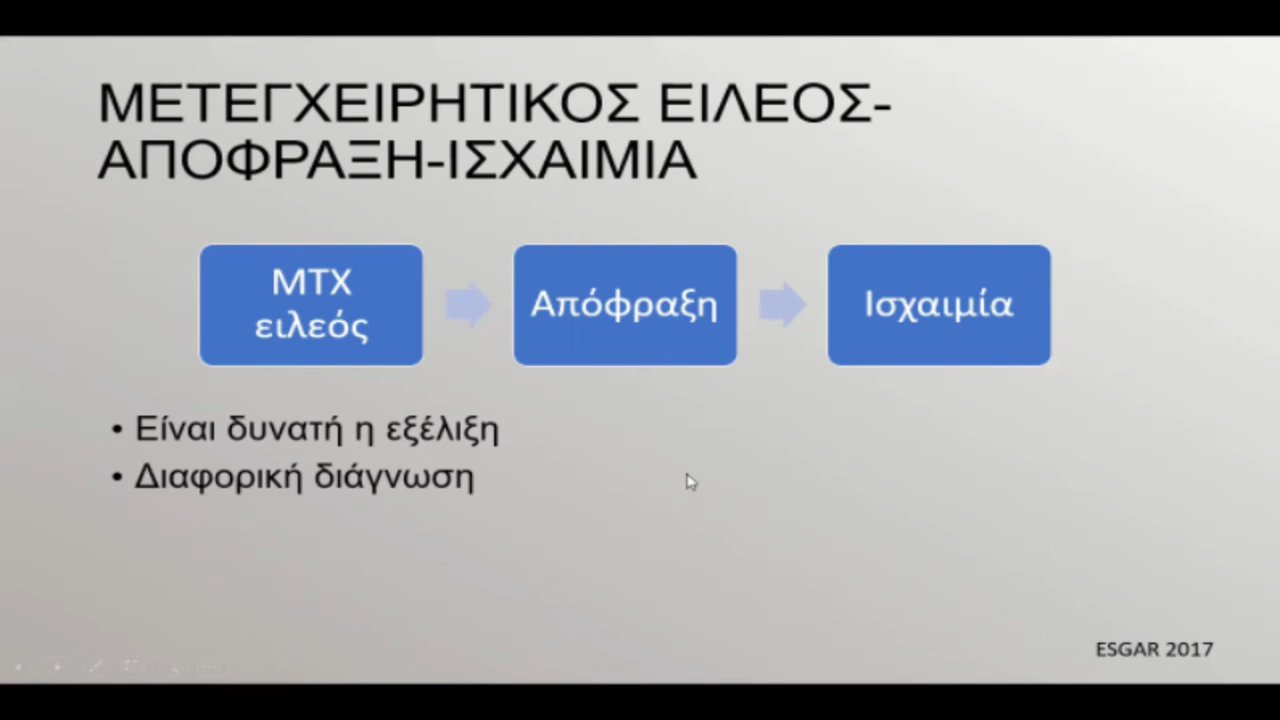 ΜΕΤΕΓΧΕΙΡΗΤΙΚΟΣ ΕΙΛΕΟΣ-
ΑΠΟΦΡΑΞΗ-ΙΣΧΑΙΜΙΑ
ΜΤΧ
ειλεός
Απόφραξη
Ισχαιμία
• Είναι δυνατή η εξέλιξη
• Διαφορική διάγνωση
ESGAR 2017